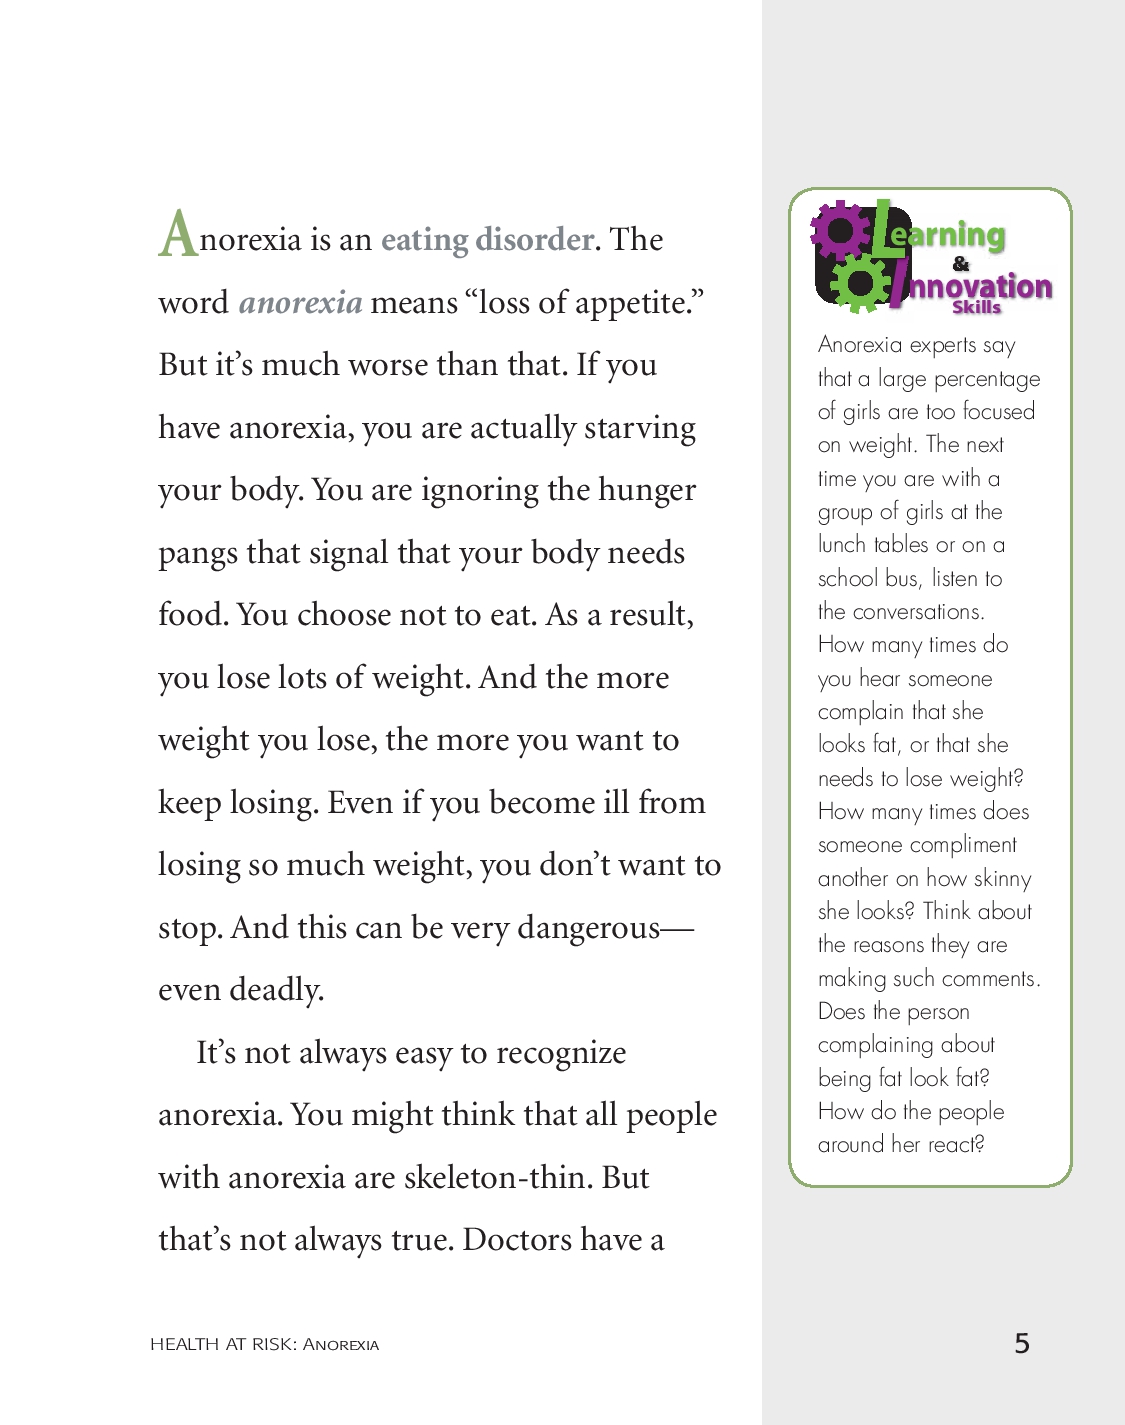 Anorexia is an eating disorder. The
word anorexia means “loss of appetite.”
But it’s much worse than that. If you
have anorexia, you are actually starving
your body. You are ignoring the hunger
pangs that signal that your body needs
food. You choose not to eat. As a result,
you lose lots of weight. And the more
weight you lose, the more you want to
keep losing. Even if you become ill from
losing so much weight, you don’t want to
stop. And this can be very dangerous—
even deadly.
It’s not always easy to recognize
anorexia. You might think that all people
with anorexia are skeleton-thin. But
that’s not always true. Doctors have a
Learning
&
Innovation
Skills
Anorexia experts say
that a large percentage
of girls are too focused
on weight. The next
time you are with a
group of girls at the
lunch tables or on a
school bus, listen to
the conversations.
How many times do
you hear someone
complain that she
looks fat, or that she
needs to lose weight?
How many times does
someone compliment
another on how skinny
she looks? Think about
the reasons they are
making such comments.
Does the person
complaining about
being fat look fat?
How do the people
around her react?
HEALTH AT RISK: ANOREXIA
5